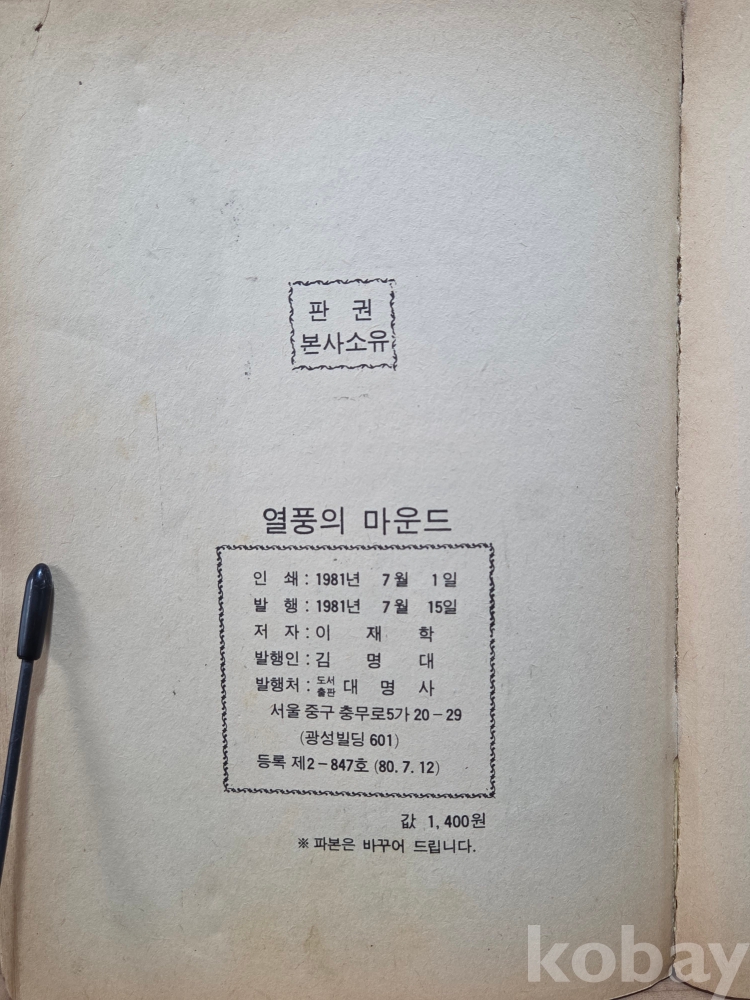 판 권
본사소유
열풍의 마운드
인 쇄 : 1981년 7월 1일
발 행 : 1981년 7월 15일
저 자 : 이 재 학
발행인 : 김 명 대
발행처 : 도서출판 대 명 사
서울 중구 충무로5가 20-29
(광성빌딩 601)
등록 제2-847호 (80. 7. 12)
값 1,400원
※ 파본은 바꾸어 드립니다.
kobay